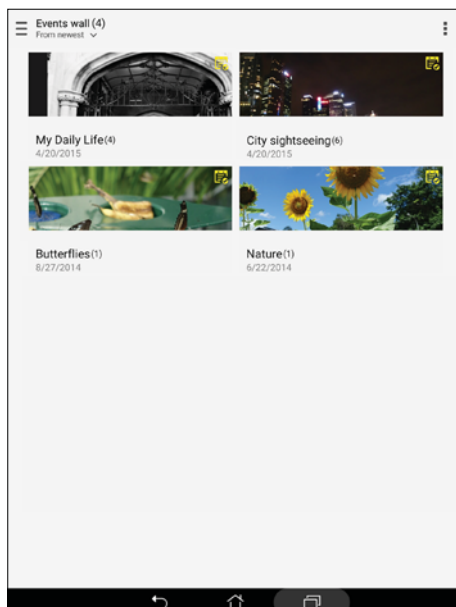 Events wall (4)
From newest
My Daily Life(4)
4/20/2015
City sightseeing(6)
4/20/2015
Butterflies(1)
8/27/2014
Nature(1)
6/22/2014